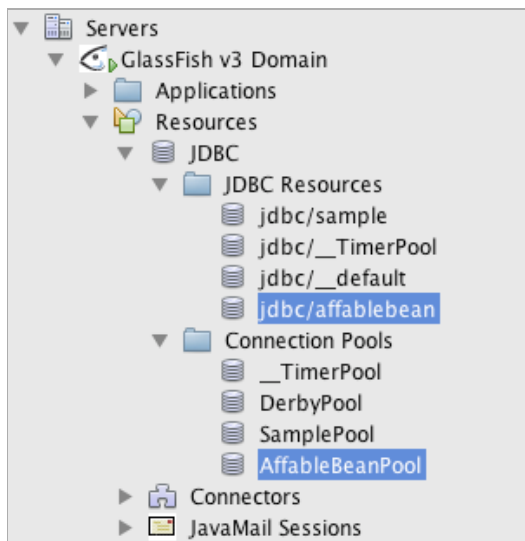 Servers
GlassFish v3 Domain
Applications
Resources
JDBC
JDBC Resources
jdbc/sample
jdbc/__TimerPool
jdbc/__default
jdbc/affablebean
Connection Pools
__TimerPool
DerbyPool
SamplePool
AffableBeanPool
Connectors
JavaMail Sessions